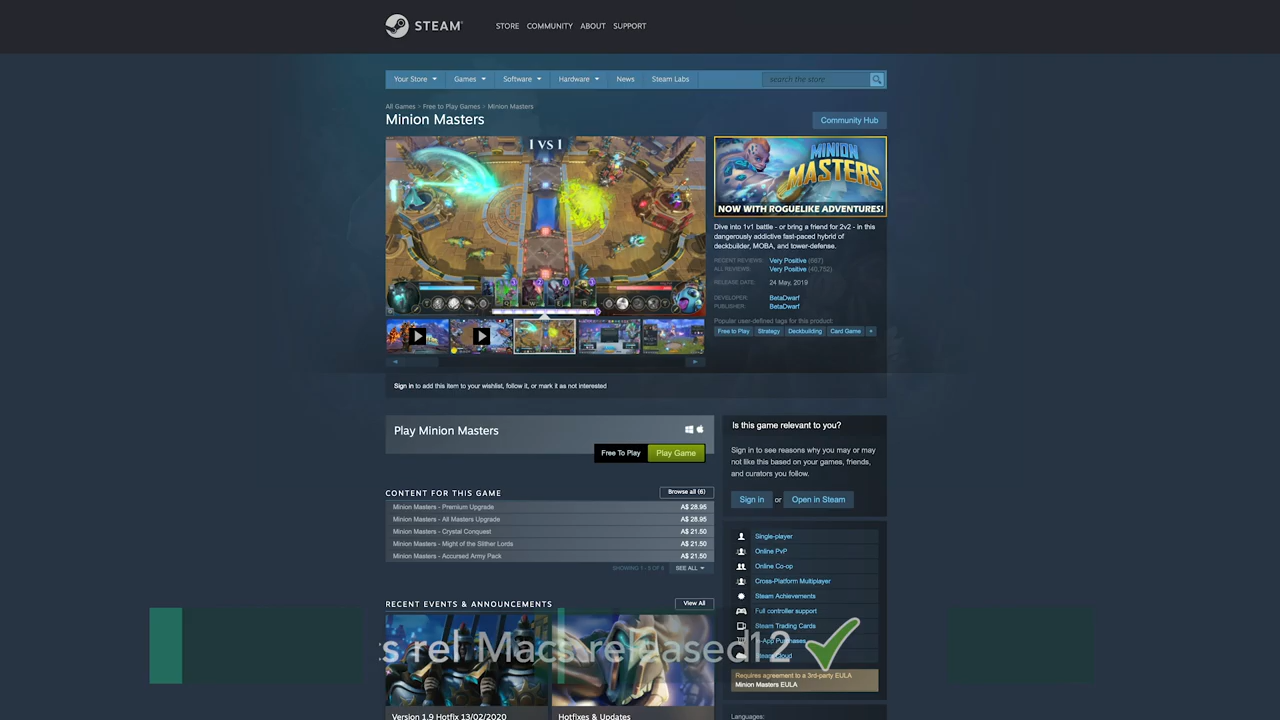 STEAM
STORE COMMUNITY ABOUT SUPPORT
Your Store Games Software Hardware News Steam Labs
search the store
All Games > Free to Play Games > Minion Masters
Minion Masters
Community Hub
1 VS 1
MINION
MASTERS
NOW WITH ROGUELIKE ADVENTURES!
Dive into 1v1 battle - or bring a friend for 2v2 - in this
dangerously addictive fast-paced hybrid of
deckbuilder, MOBA, and tower-defense.
RECENT REVIEWS: Very Positive (687)
ALL REVIEWS: Very Positive (40,752)
RELEASE DATE: 24 May, 2019
DEVELOPER: BetaDwarf
PUBLISHER: BetaDwarf
Popular user-defined tags for this product:
Free to Play Strategy Deckbuilding Card Game +
Sign in to add this item to your wishlist, follow it, or mark it as not interested
Play Minion Masters
Free To Play Play Game
CONTENT FOR THIS GAME Browse all (6)
Minion Masters - Premium Upgrade A$ 28.95
Minion Masters - All Masters Upgrade A$ 28.95
Minion Masters - Crystal Conquest A$ 21.50
Minion Masters - Might of the Slither Lords A$ 21.50
Minion Masters - Accursed Army Pack A$ 21.50
SEE ALL
RECENT EVENTS & ANNOUNCEMENTS View All
Version 1.9 Hotfix 13/02/2020
Hotfixes & Updates
Is this game relevant to you?
Sign in to see reasons why you may or may
not like this based on your games, friends,
and curators you follow.
Sign in or Open in Steam
Single-player
Online PvP
Online Co-op
Cross-Platform Multiplayer
Steam Achievements
Full controller support
Steam Trading Cards
Requires agreement to a 3rd-party EULA
Minion Masters EULA
Languages:
s rel Macs released12